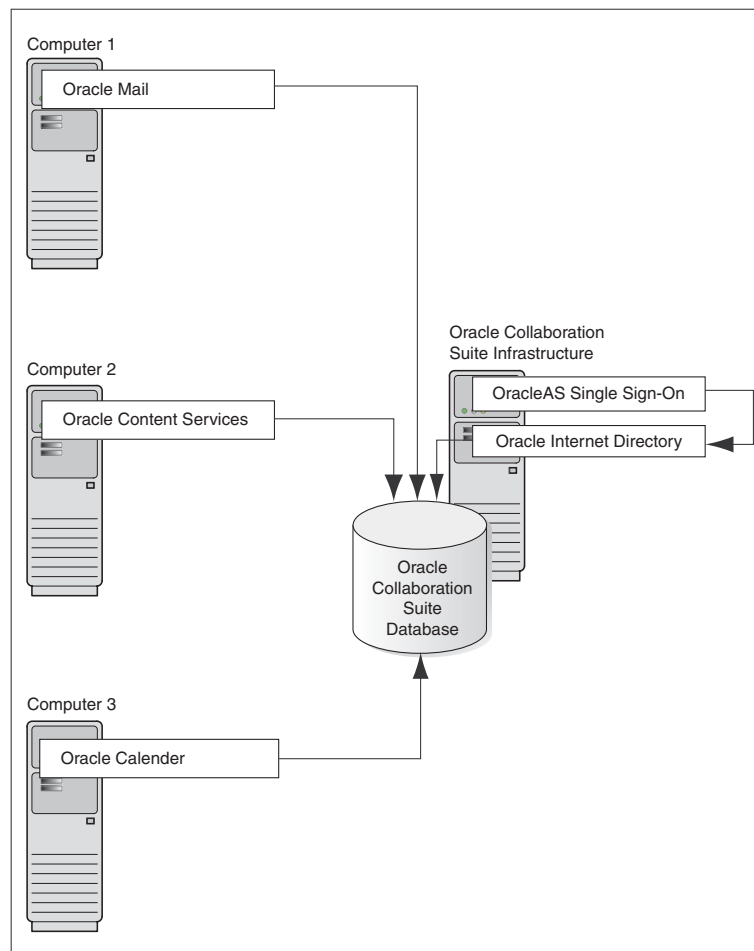 Computer 1
Oracle Mail
Oracle Collaboration
Suite Infrastructure
OracleAS Single Sign-On
Oracle Internet Directory
Computer 2
Oracle Content Services
Oracle
Collaboration
Suite
Database
Computer 3
Oracle Calender